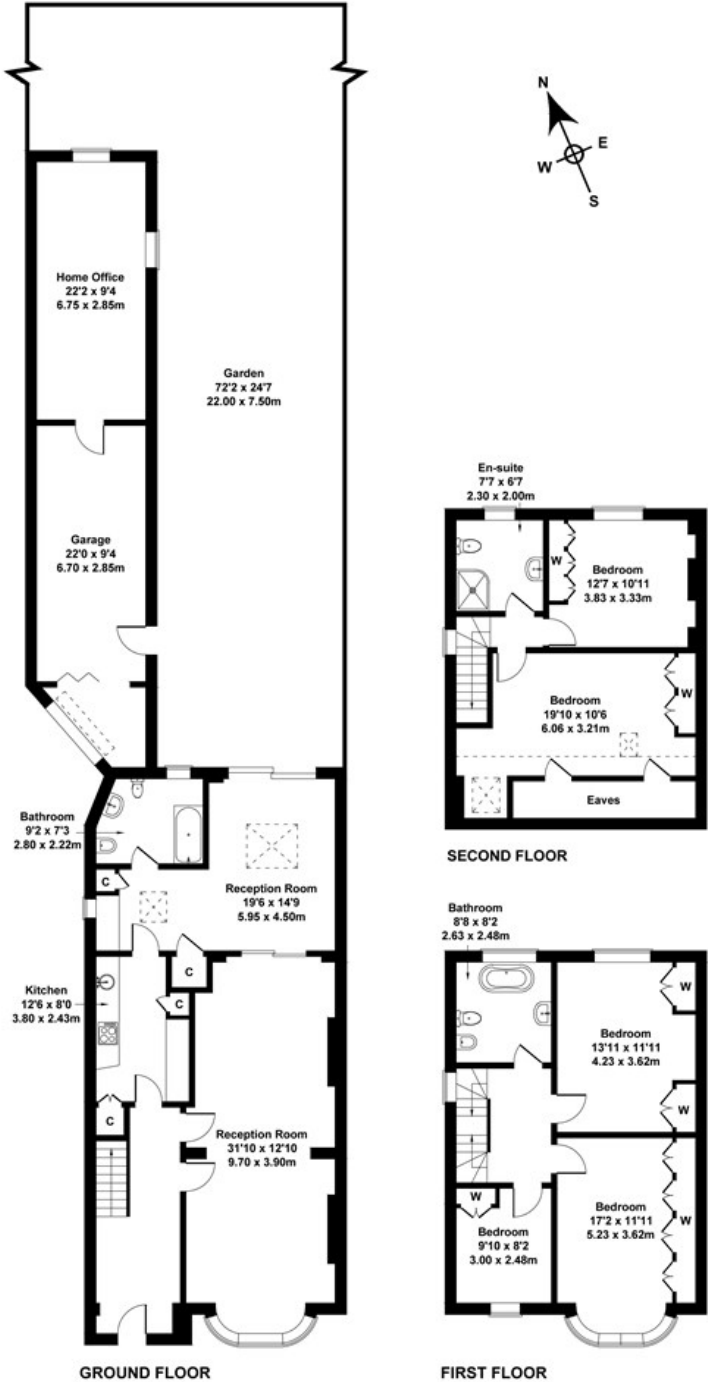 N
E
W
S
Home Office
22'2 x 9'4
6.75 x 2.85m
Garden
72'2 x 24'7
22.00 x 7.50m
Garage
22'0 x 9'4
6.70 x 2.85m
Bathroom
9'2 x 7'3
2.80 x 2.22m
C
Reception Room
19'6 x 14'9
5.95 x 4.50m
C
Kitchen
12'6 x 8'0
3.80 x 2.43m
C
C
Reception Room
31'10 x 12'10
9.70 x 3.90m
GROUND FLOOR
En-suite
7'7 x 6'7
2.30 x 2.00m
W
Bedroom
12'7 x 10'11
3.83 x 3.33m
Bedroom
19'10 x 10'6
6.06 x 3.21m
W
Eaves
SECOND FLOOR
Bathroom
8'8 x 8'2
2.63 x 2.48m
W
Bedroom
13'11 x 11'11
4.23 x 3.62m
W
W
Bedroom
9'10 x 8'2
3.00 x 2.48m
Bedroom
17'2 x 11'11
5.23 x 3.62m
W
FIRST FLOOR